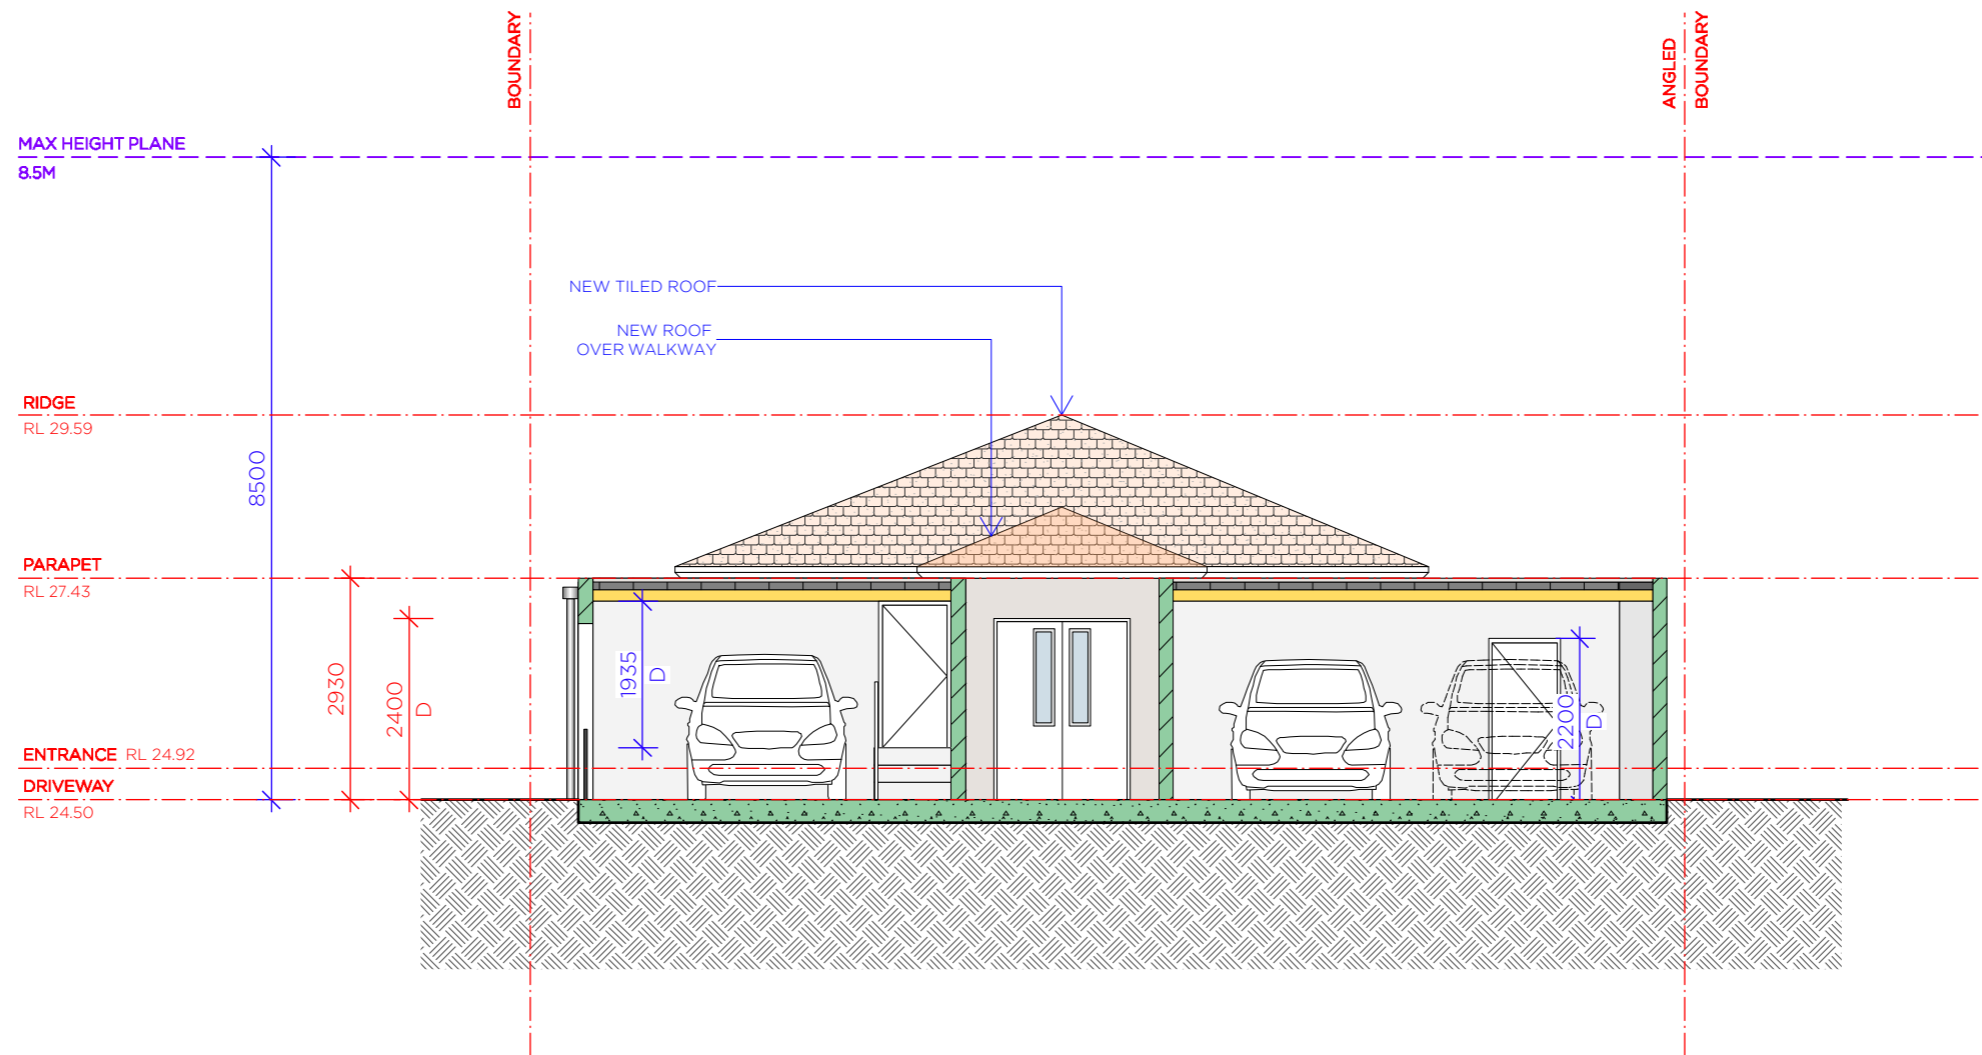 BOUNDARY
ANGLED
BOUNDARY
MAX HEIGHT PLANE
8.5M
NEW TILED ROOF
NEW ROOF
OVER WALKWAY
RIDGE
RL 29.59
8500
PARAPET
RL 27.43
2930
2400
D
1935
D
2200
D
ENTRANCE RL 24.92
DRIVEWAY
RL 24.50